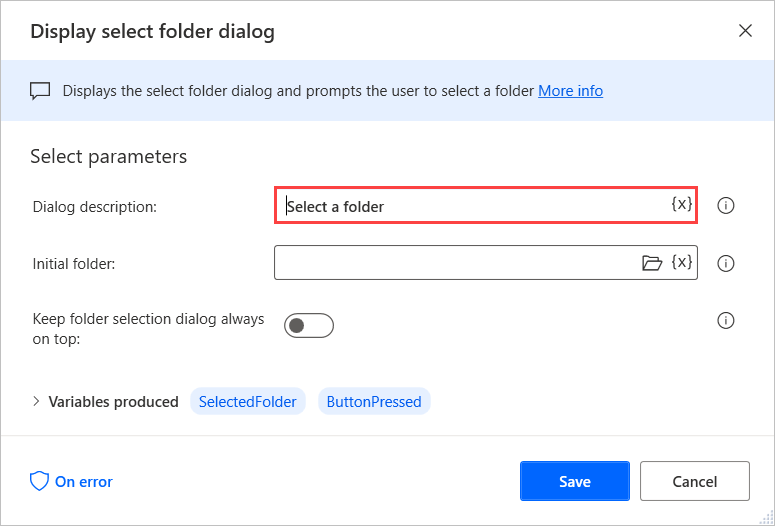 Display select folder dialog
Displays the select folder dialog and prompts the user to select a folder More info
Select parameters
Dialog description:
Select a folder {x}
Initial folder:
{x}
Keep folder selection dialog always
on top:
Variables produced SelectedFolder ButtonPressed
On error
Save Cancel